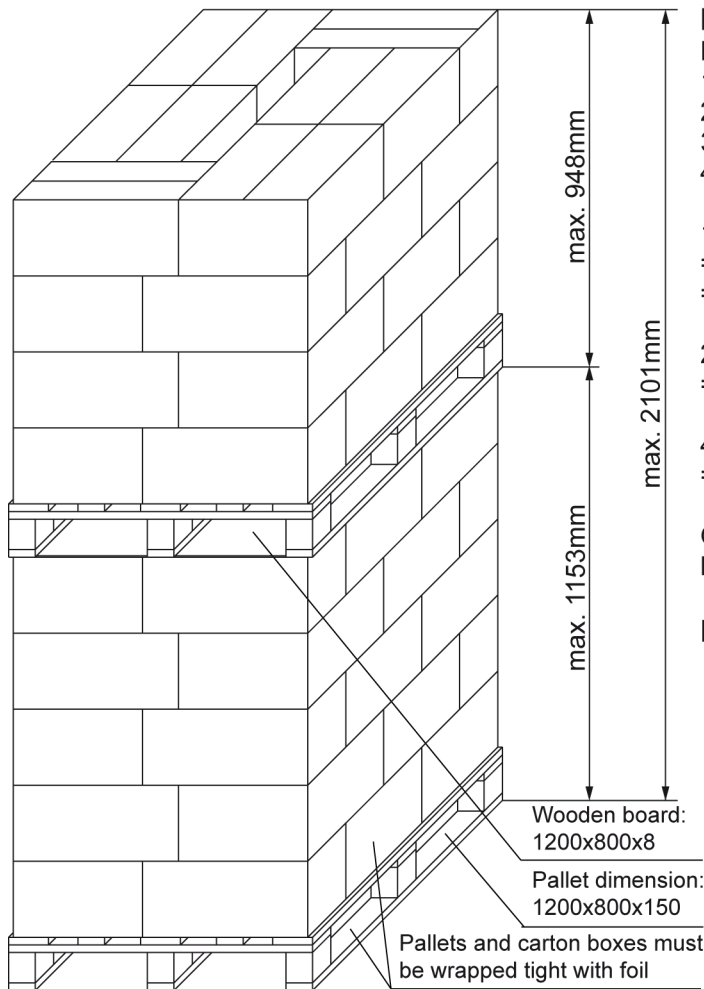 max. 948mm
max. 2101mm
max. 1153mm
Wooden board:
1200x800x8
Pallet dimension:
1200x800x150
Pallets and carton boxes must
be wrapped tight with foil